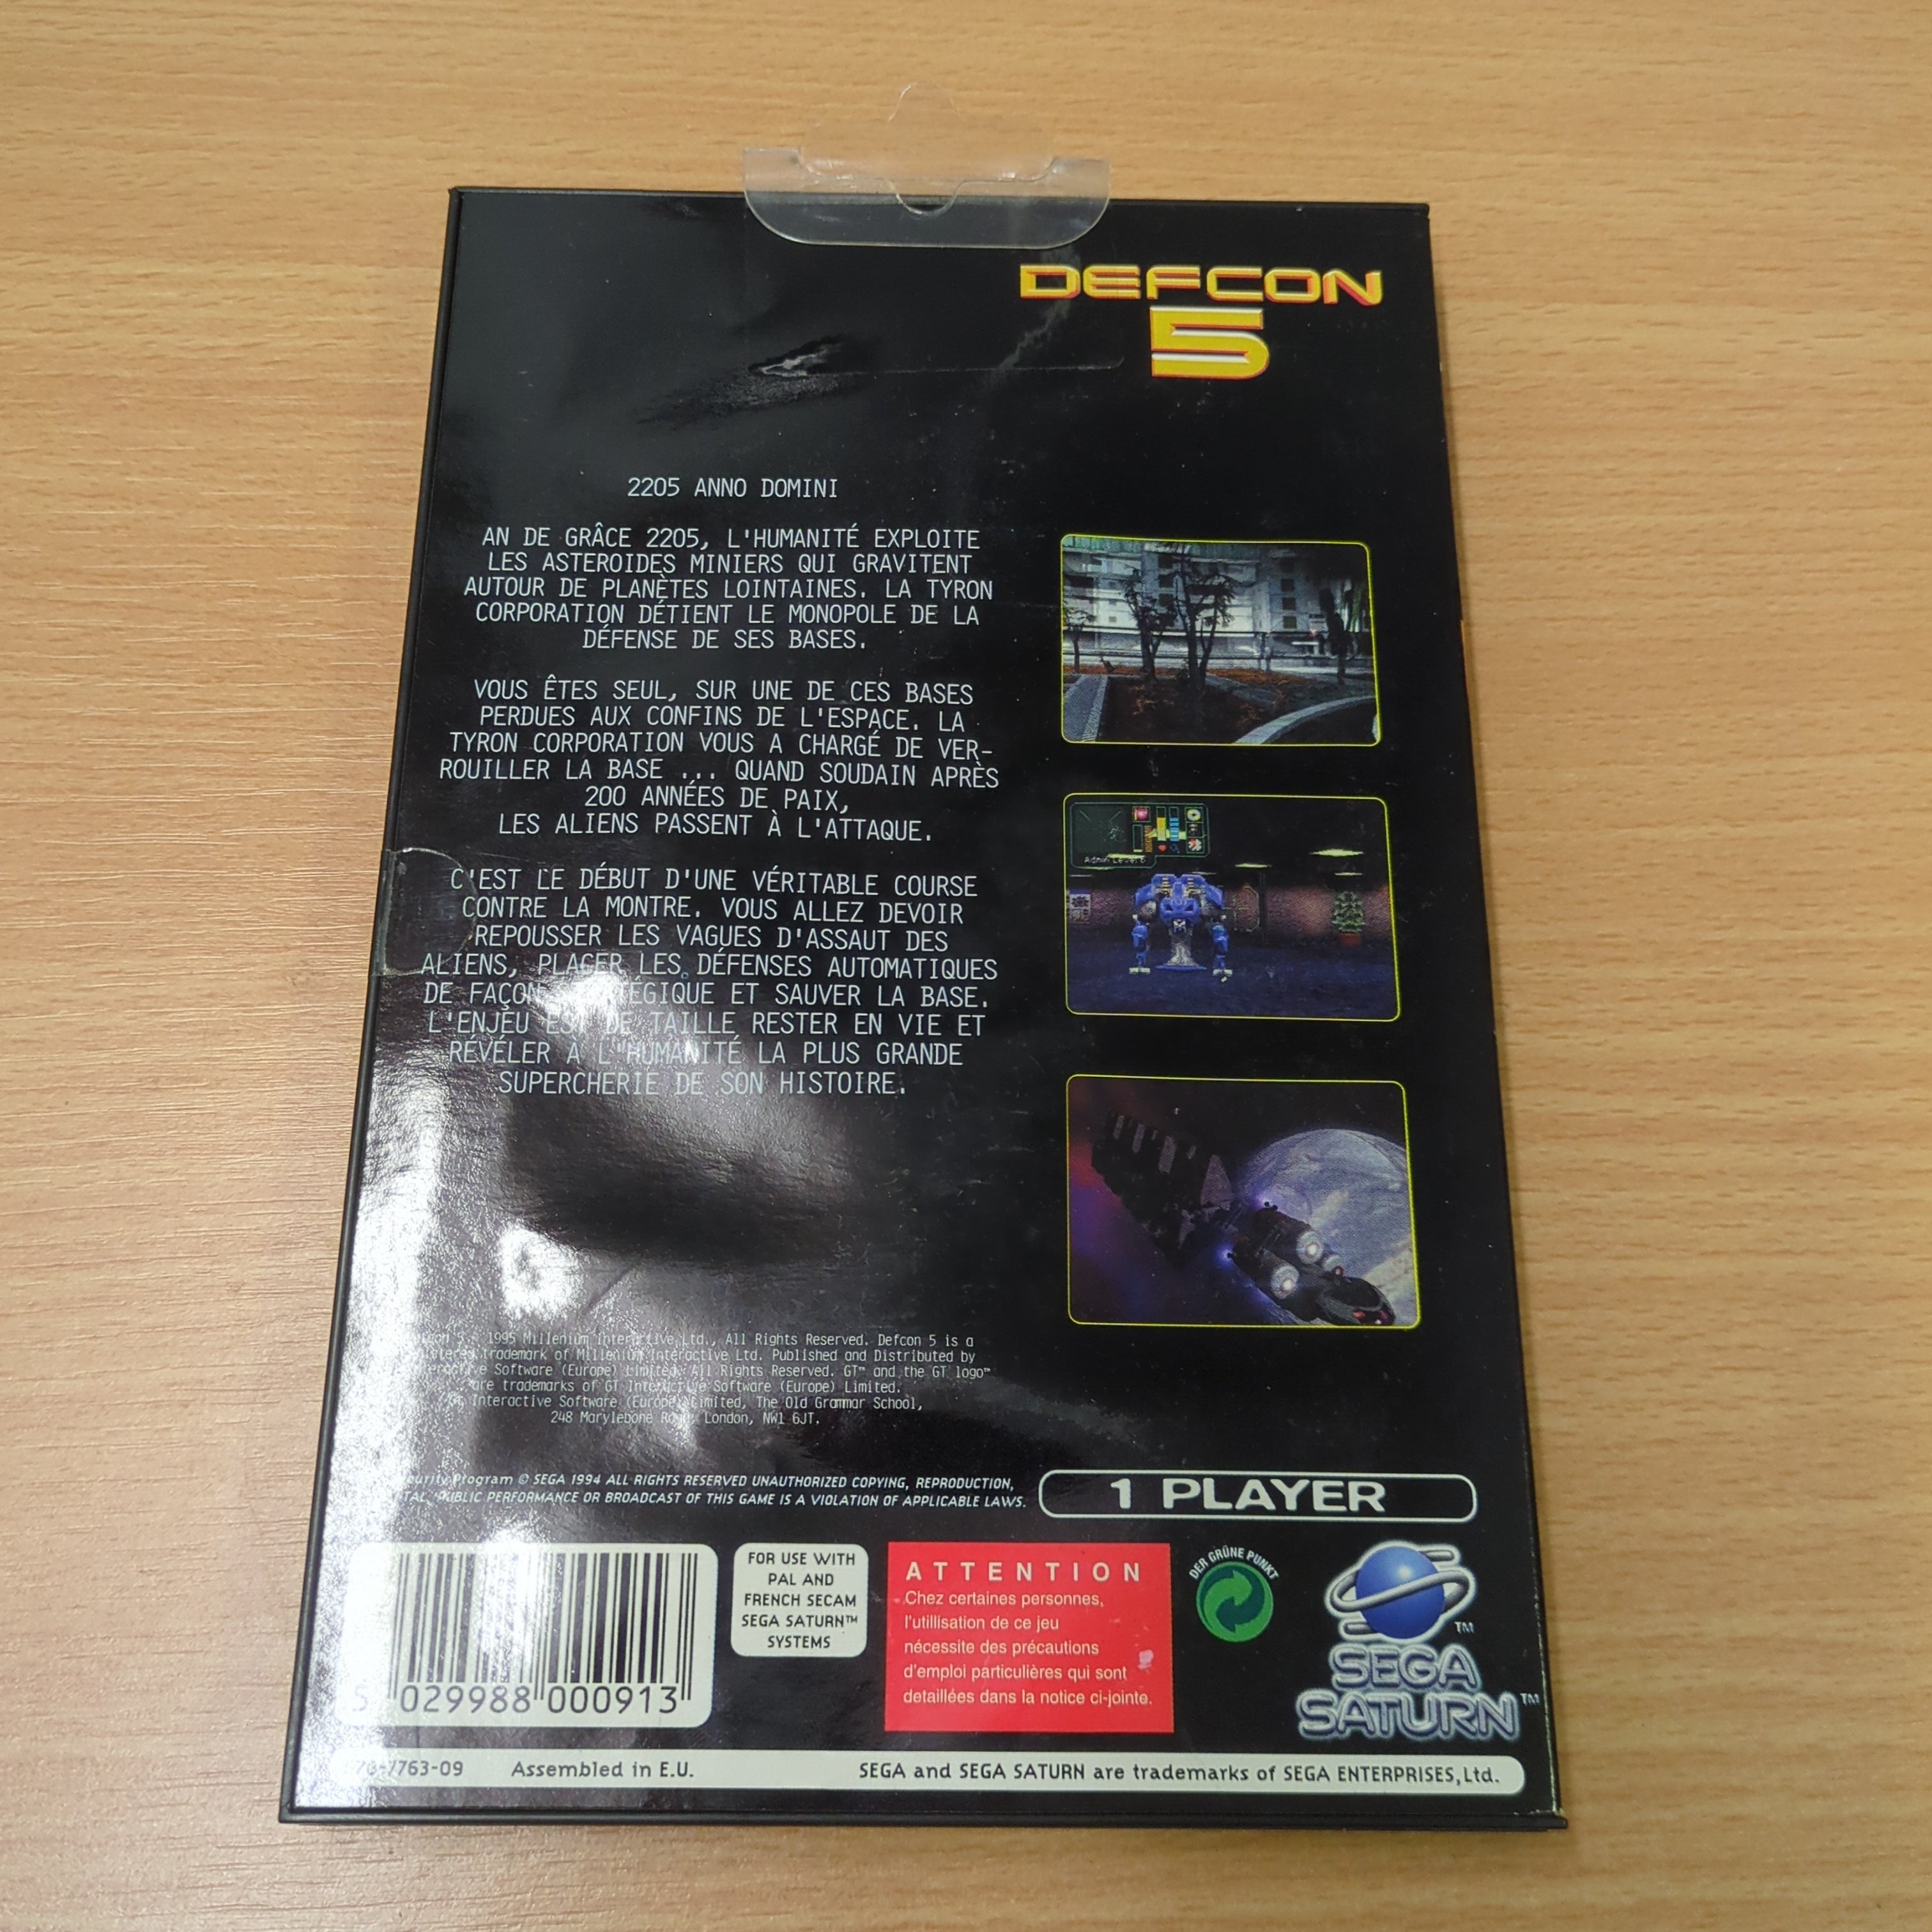 DEFCON
5
2205 ANNO DOMINI
AN DE GRÂCE 2205, L'HUMANITÉ EXPLOITE
LES ASTEROIDES MINIERS QUI GRAVITENT
AUTOUR DE PLANÈTES LOINTAINES. LA TYRON
CORPORATION DÉTIENT LE MONOPOLE DE LA
DÉFENSE DE SES BASES.
VOUS ÊTES SEUL, SUR UNE DE CES BASES
PERDUES AUX CONFINS DE L'ESPACE. LA
TYRON CORPORATION VOUS A CHARGÉ DE VER-
ROUILLER LA BASE ... QUAND SOUDAIN APRÈS
200 ANNÉES DE PAIX,
LES ALIENS PASSENT À L'ATTAQUE.
C'EST LE DÉBUT D'UNE VÉRITABLE COURSE
CONTRE LA MONTRE. VOUS ALLEZ DEVOIR
REPOUSSER LES VAGUES D'ASSAUT DES
ALIENS, PLACER LES DÉFENSES AUTOMATIQUES
DE FAÇON ET SAUVER LA BASE.
L'ENJEU EST DE TAILLE RESTER EN VIE ET
RÉVÉLER À L'HUMANITÉ LA PLUS GRANDE
SUPERCHERIE DE SON HISTOIRE.
5 1995 Millenium Interactive Ltd., All Rights Reserved. Defcon 5 is a
trademark of Millenium Interactive Ltd. Published and Distributed by
Software (Europe) Limited. All Rights Reserved. GT™ and the GT logo™
are trademarks of GT Interactive Software (Europe) Limited.
Interactive Software (Europe) Limited, The Old Grammar School,
248 Marylebone Road, London, NW1 6JT.
Program © SEGA 1994 ALL RIGHTS RESERVED UNAUTHORIZED COPYING, REPRODUCTION,
PUBLIC PERFORMANCE OR BROADCAST OF THIS GAME IS A VIOLATION OF APPLICABLE LAWS.
1 PLAYER
5 029988 000913
FOR USE WITH
PAL AND
FRENCH SECAM
SEGA SATURN™
SYSTEMS
ATTENTION
Chez certaines personnes,
l'utillisation de ce jeu
nécessite des précautions
d'emploi particulières qui sont
detaillées dans la notice ci-jointe.
DER GRÜNE PUNKT
SEGA
SATURN™
Assembled in E.U.
SEGA and SEGA SATURN are trademarks of SEGA ENTERPRISES, Ltd.